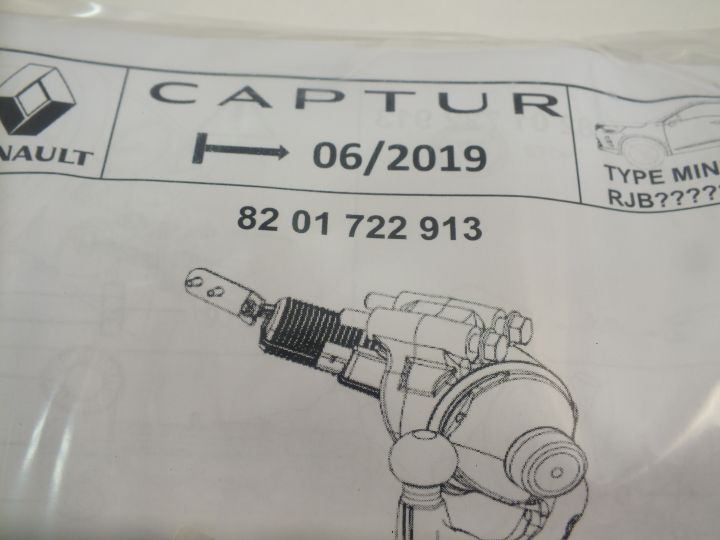 CAPTUR
06/2019
NAULT
TYPE MIN
RJB?????
82 01 722 913